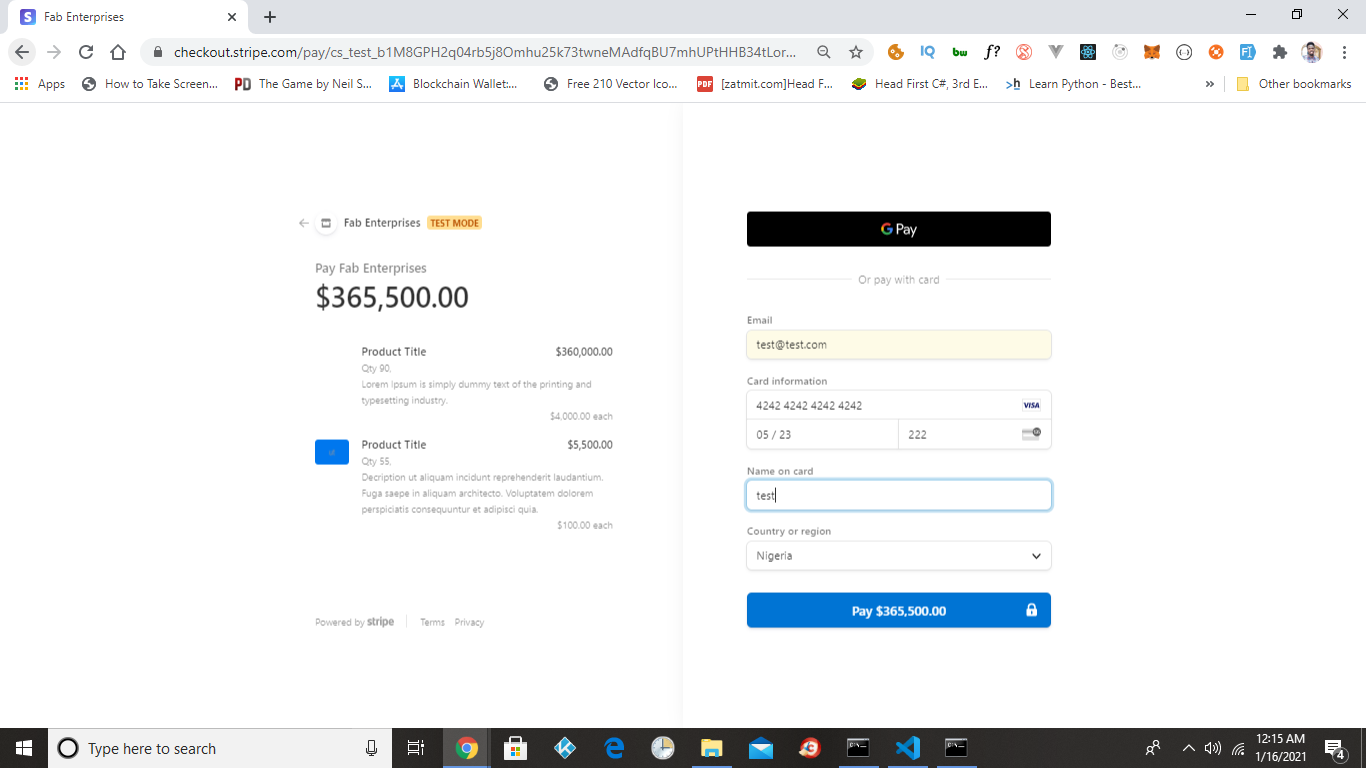 Fab Enterprises
checkout.stripe.com/pay/cs_test_b1M8GPH2q04rb5j8Omhu25k73twneMAdfqBU7mhUPtHHB34tLor...
Apps How to Take Screen... The Game by Neil S... Blockchain Wallet:... Free 210 Vector Ico... [zatmit.com]Head F... Head First C#, 3rd E... Learn Python - Best... » Other bookmarks
Fab Enterprises TEST MODE
Pay Fab Enterprises
$365,500.00
Product Title $360,000.00
Qty 90,
Lorem Ipsum is simply dummy text of the printing and
typesetting industry.
$4,000.00 each
Product Title $5,500.00
Qty 55,
Decription ut aliquam incidunt reprehenderit laudantium.
Fuga saepe in aliquam architecto. Voluptatem dolorem
perspiciatis consequuntur et adipisci quia.
$100.00 each
Powered by stripe Terms Privacy
G Pay
Or pay with card
Email
test@test.com
Card information
4242 4242 4242 4242 VISA
05 / 23 222
Name on card
test
Country or region
Nigeria
Pay $365,500.00
Type here to search
12:15 AM
1/16/2021
4